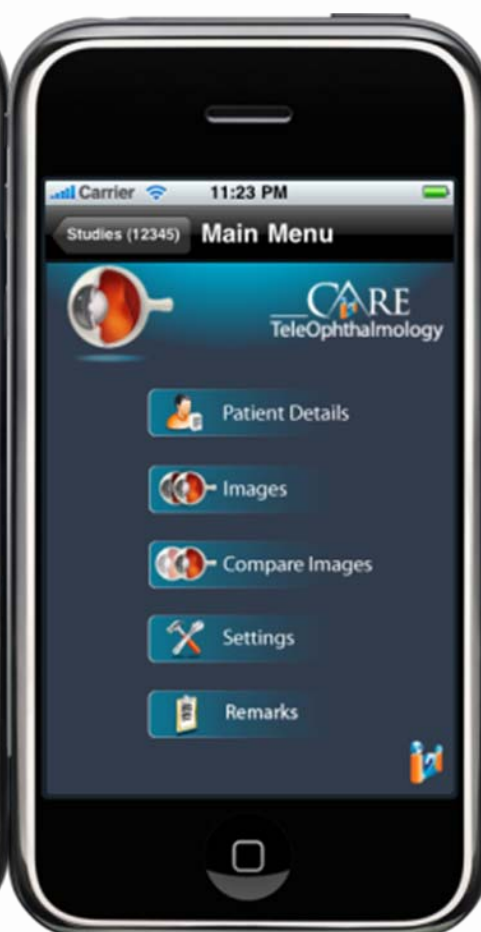 Carrier 11:23 PM
Studies (12345) Main Menu
CARE
TeleOphthalmology
Patient Details
Images
Compare Images
Settings
Remarks